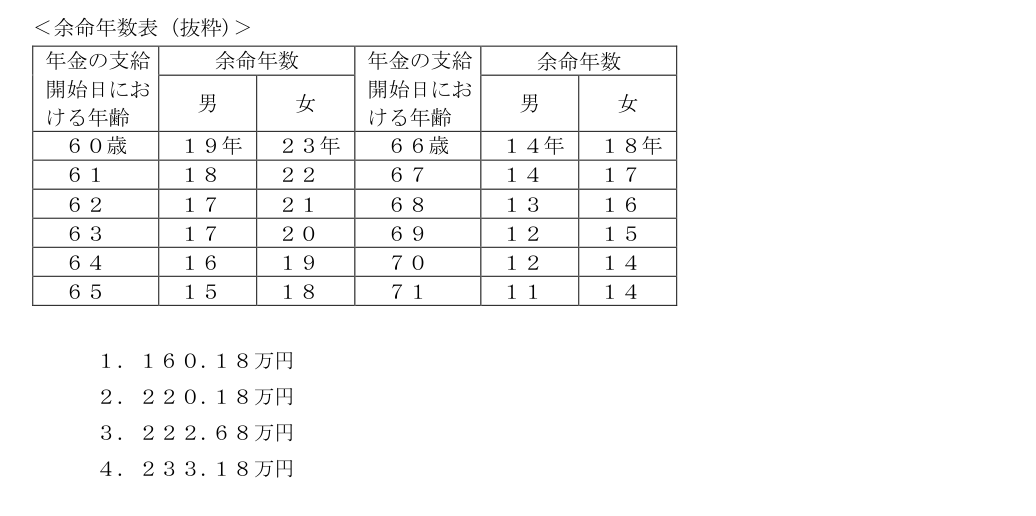 ＜余命年数表（抜粋）＞
年金の支給開始日における年齢 余命年数 年金の支給開始日における年齢 余命年数
男 女 男 女
６０歳 １９年 ２３年 ６６歳 １４年 １８年
６１ １８ ２２ ６７ １４ １７
６２ １７ ２１ ６８ １３ １６
６３ １７ ２０ ６９ １２ １５
６４ １６ １９ ７０ １２ １４
６５ １５ １８ ７１ １１ １４
１．１６０.１８万円
２．２２０.１８万円
３．２２２.６８万円
４．２３３.１８万円